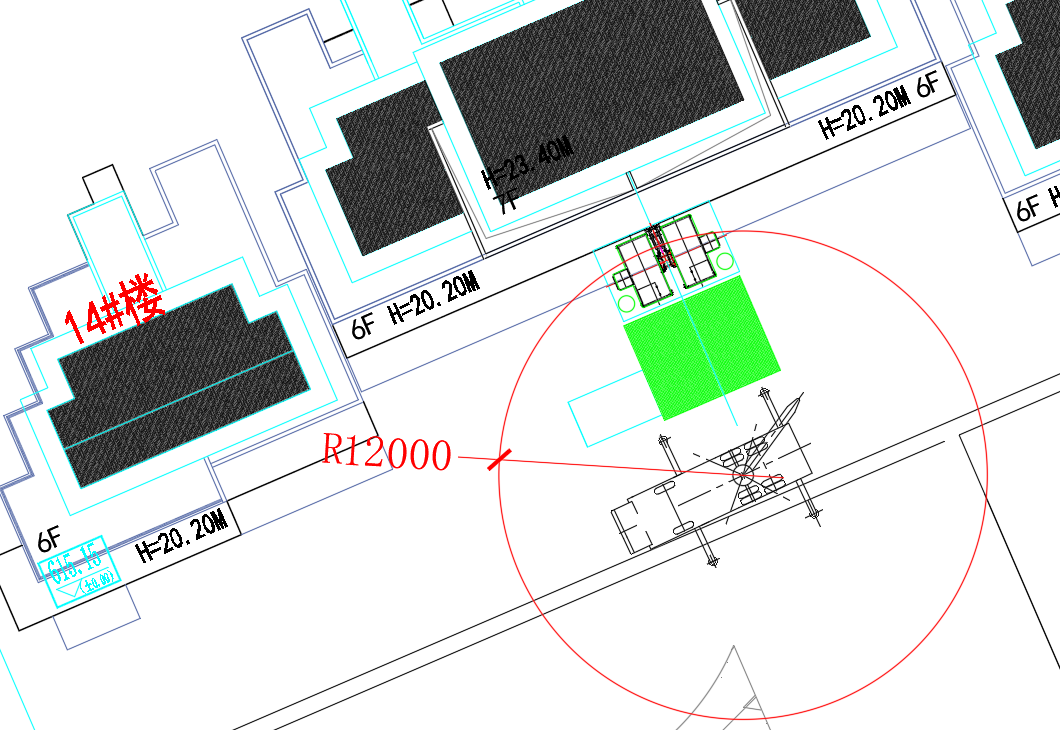 H=20.20M 6F
H=23.40M
7F
6F H
14#楼
6F H=20.20M
R12000
6F
H=20.20M
615.15
(±0.00)